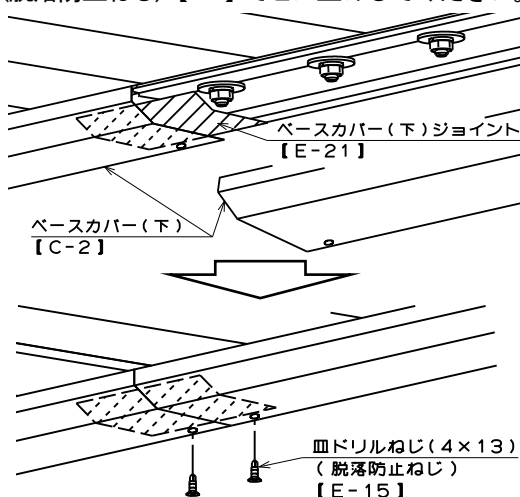 ベースカバー(下)ジョイント
【E-21】
ベースカバー(下)
【C-2】
皿ドリルねじ(4×13)
(脱落防止ねじ)
【E-15】